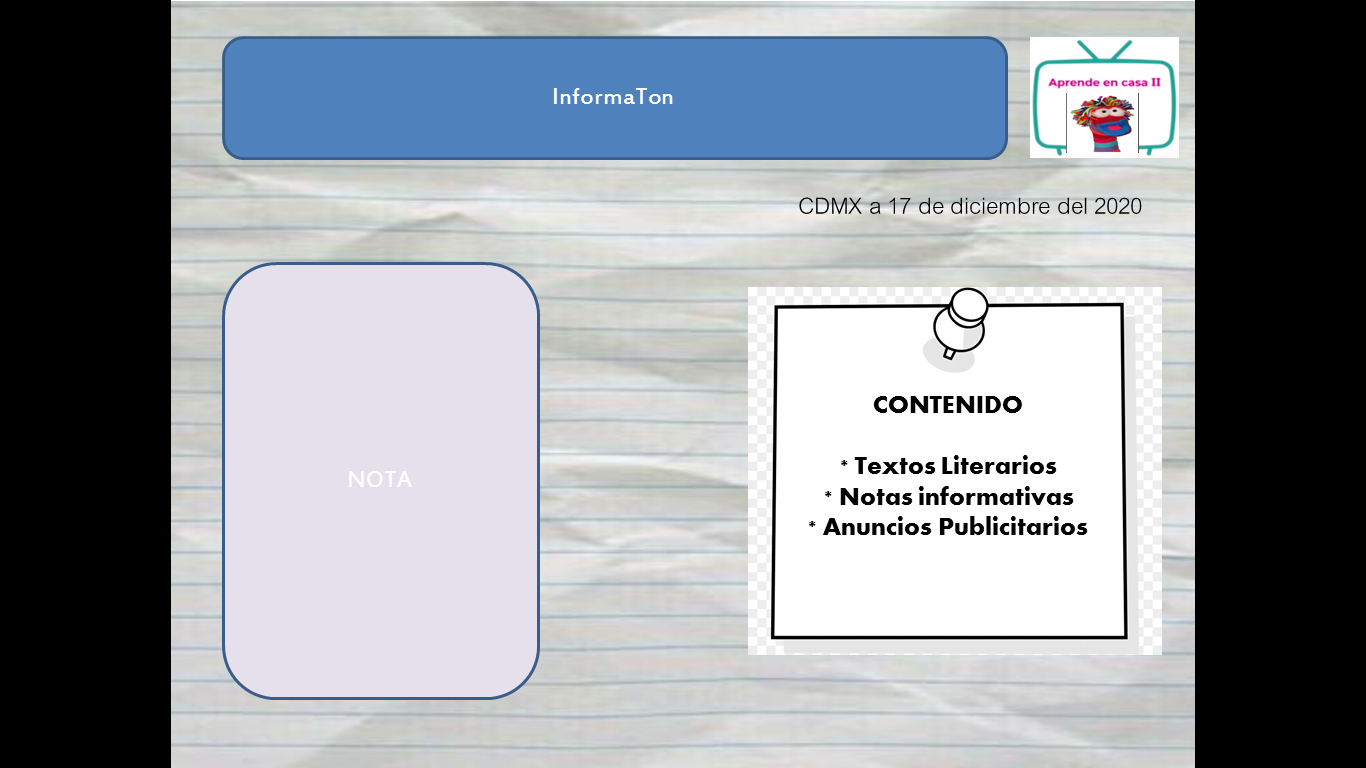 InformaTon
Aprende en casa II
CDMX a 17 de diciembre del 2020
NOTA
CONTENIDO
* Textos Literarios
* Notas informativas
* Anuncios Publicitarios